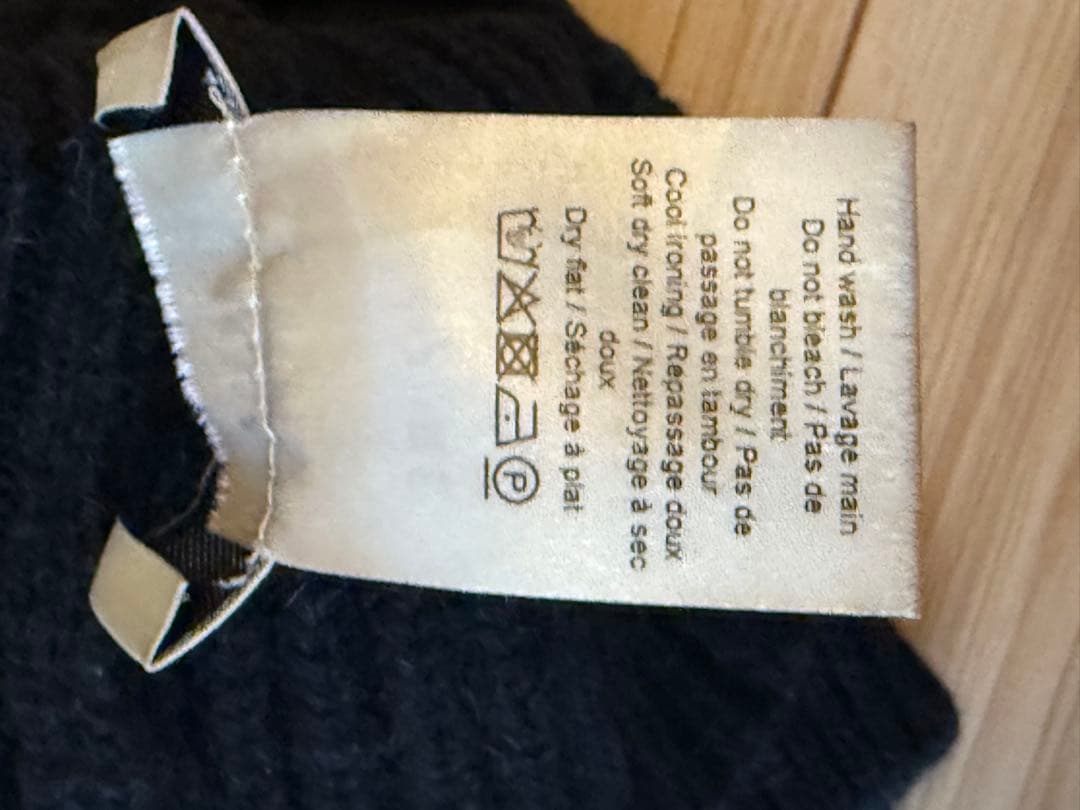 Hand wash / Lavage main
Do not bleach / Pas de
blanchiment
Do not tumble dry / Pas de
passage en tambour
Cool ironing / Repassage doux
Soft dry clean / Nettoyage à sec
doux
Dry flat / Séchage à plat
P